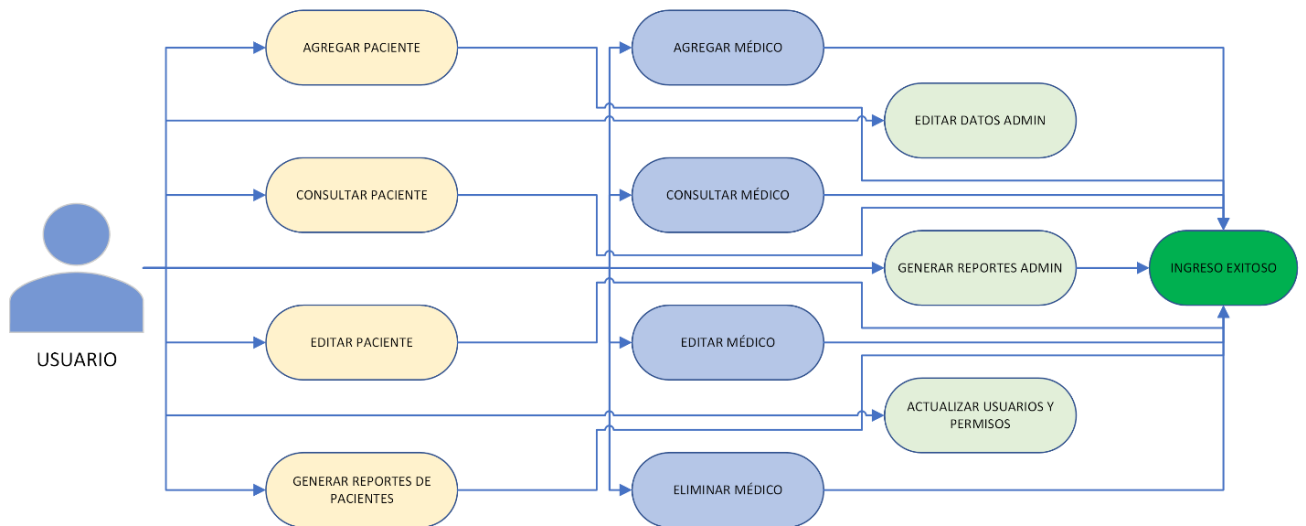 AGREGAR PACIENTE
AGREGAR MÉDICO
EDITAR DATOS ADMIN
CONSULTAR PACIENTE
CONSULTAR MÉDICO
GENERAR REPORTES ADMIN
INGRESO EXITOSO
USUARIO
EDITAR PACIENTE
EDITAR MÉDICO
ACTUALIZAR USUARIOS Y
PERMISOS
GENERAR REPORTES DE
PACIENTES
ELIMINAR MÉDICO